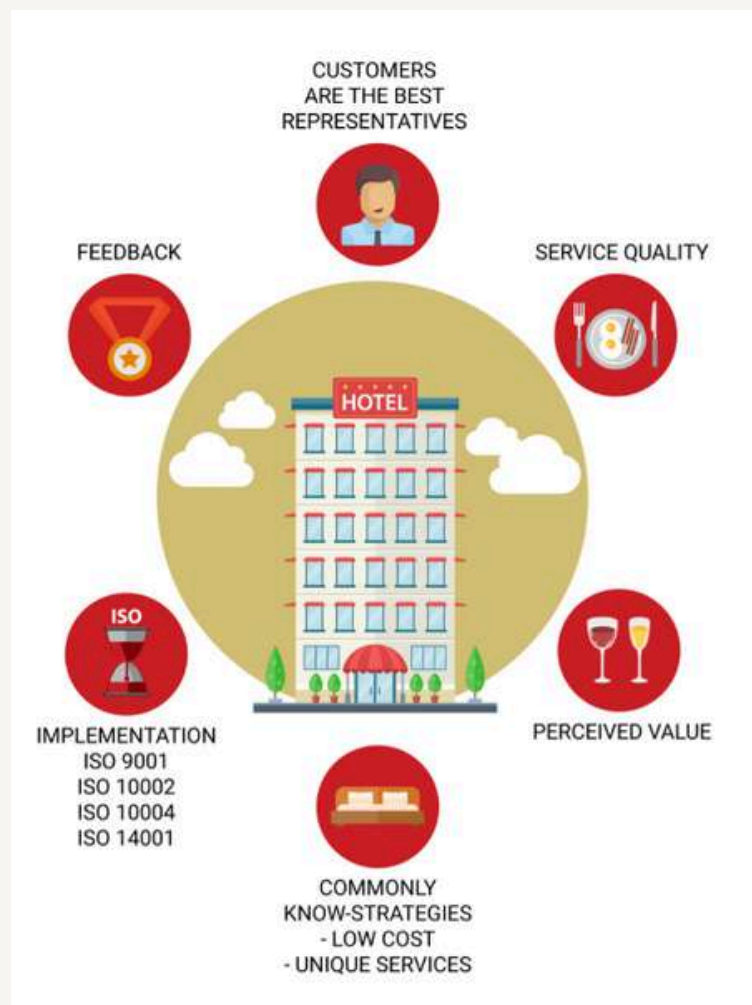 CUSTOMERS
ARE THE BEST
REPRESENTATIVES
FEEDBACK
SERVICE QUALITY
HOTEL
ISO
IMPLEMENTATION
ISO 9001
ISO 10002
ISO 10004
ISO 14001
PERCEIVED VALUE
COMMONLY
KNOW-STRATEGIES
- LOW COST
- UNIQUE SERVICES